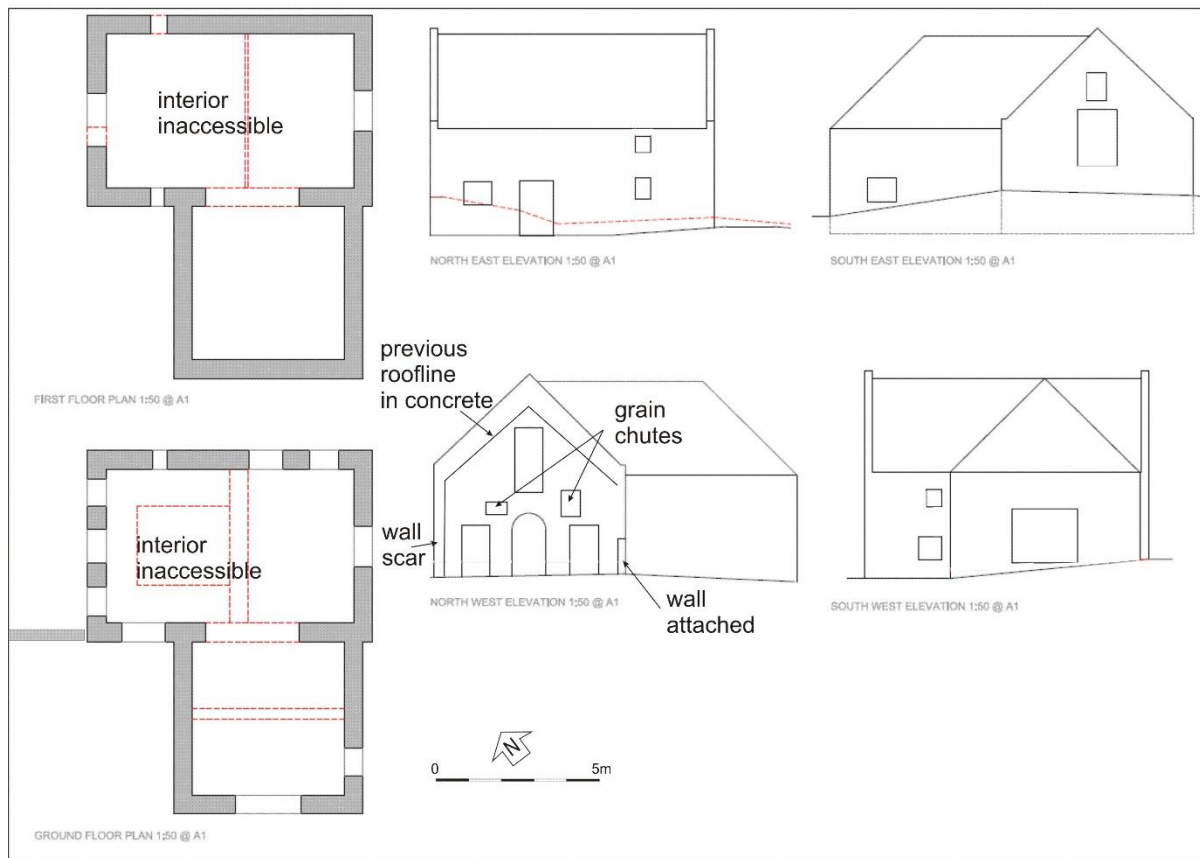 interior
inaccessible
FIRST FLOOR PLAN 1:50 @ A1
NORTH EAST ELEVATION 1:50 @ A1
SOUTH EAST ELEVATION 1:50 @ A1
previous
roofline
in concrete
grain
chutes
wall
scar
NORTH WEST ELEVATION 1:50 @ A1
wall
attached
SOUTH WEST ELEVATION 1:50 @ A1
interior
inaccessible
GROUND FLOOR PLAN 1:50 @ A1
N
0
5m